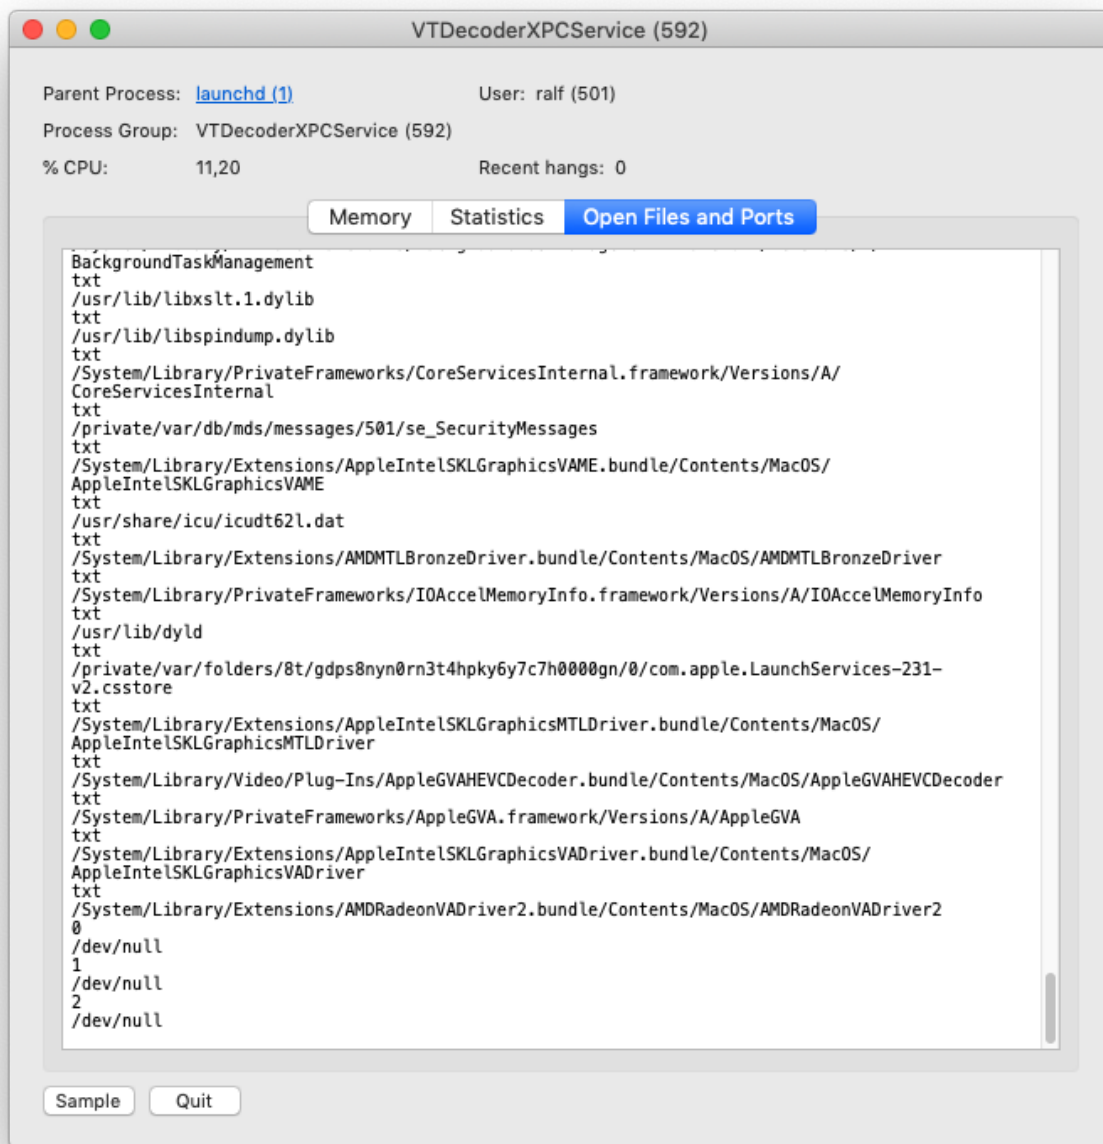 VTDecoderXPCService (592)
Parent Process: launchd (1) User: ralf (501)
Process Group: VTDecoderXPCService (592)
% CPU: 11,20 Recent hangs: 0
Memory Statistics Open Files and Ports
BackgroundTaskManagement
txt
/usr/lib/libxslt.1.dylib
txt
/usr/lib/libspindump.dylib
txt
/System/Library/PrivateFrameworks/CoreServicesInternal.framework/Versions/A/
CoreServicesInternal
txt
/private/var/db/mds/messages/501/se_SecurityMessages
txt
/System/Library/Extensions/AppleIntelSKLGraphicsVAME.bundle/Contents/MacOS/
AppleIntelSKLGraphicsVAME
txt
/usr/share/icu/icudt62l.dat
txt
/System/Library/Extensions/AMDMTLBronzeDriver.bundle/Contents/MacOS/AMDMTLBronzeDriver
txt
/System/Library/PrivateFrameworks/IOAccelMemoryInfo.framework/Versions/A/IOAccelMemoryInfo
txt
/usr/lib/dyld
txt
/private/var/folders/8t/gdps8nyn0rn3t4hpky6y7c7h0000gn/0/com.apple.LaunchServices-231-
v2.csstore
txt
/System/Library/Extensions/AppleIntelSKLGraphicsMTLDriver.bundle/Contents/MacOS/
AppleIntelSKLGraphicsMTLDriver
txt
/System/Library/Video/Plug-Ins/AppleGVAHEVCDecoder.bundle/Contents/MacOS/AppleGVAHEVCDecoder
txt
/System/Library/PrivateFrameworks/AppleGVA.framework/Versions/A/AppleGVA
txt
/System/Library/Extensions/AppleIntelSKLGraphicsVADriver.bundle/Contents/MacOS/
AppleIntelSKLGraphicsVADriver
txt
/System/Library/Extensions/AMDRadeonVADriver2.bundle/Contents/MacOS/AMDRadeonVADriver2
0
/dev/null
1
/dev/null
2
/dev/null
Sample Quit